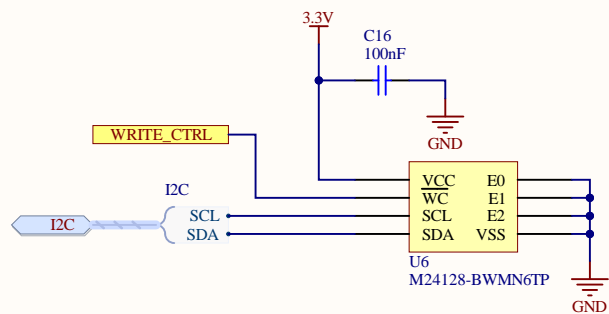 3.3V
C16
100nF
GND
WRITE_CTRL
I2C
I2C
SCL
SDA
VCC
WC
SCL
SDA
E0
E1
E2
VSS
U6
M24128-BWMN6TP
GND